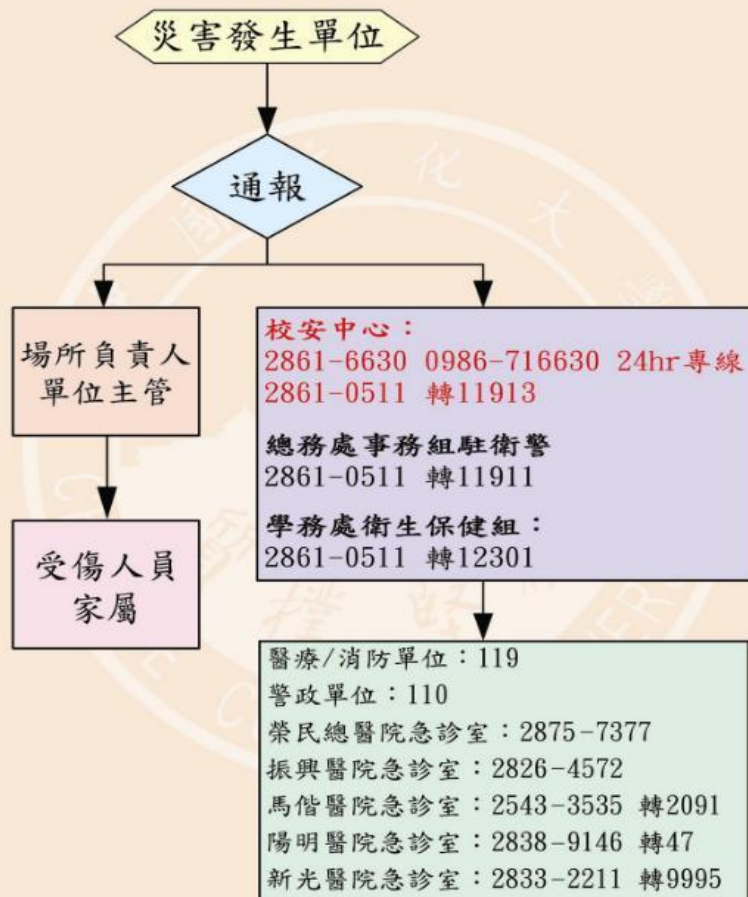 災害發生單位
通報
場所負責人
單位主管
受傷人員
家屬
校安中心：
2861-6630 0986-716630 24hr專線
2861-0511 轉11913
總務處事務組駐衛警
2861-0511 轉11911
學務處衛生保健組：
2861-0511 轉12301
醫療/消防單位：119
警政單位：110
榮民總醫院急診室：2875-7377
振興醫院急診室：2826-4572
馬偕醫院急診室：2543-3535 轉2091
陽明醫院急診室：2838-9146 轉47
新光醫院急診室：2833-2211 轉9995